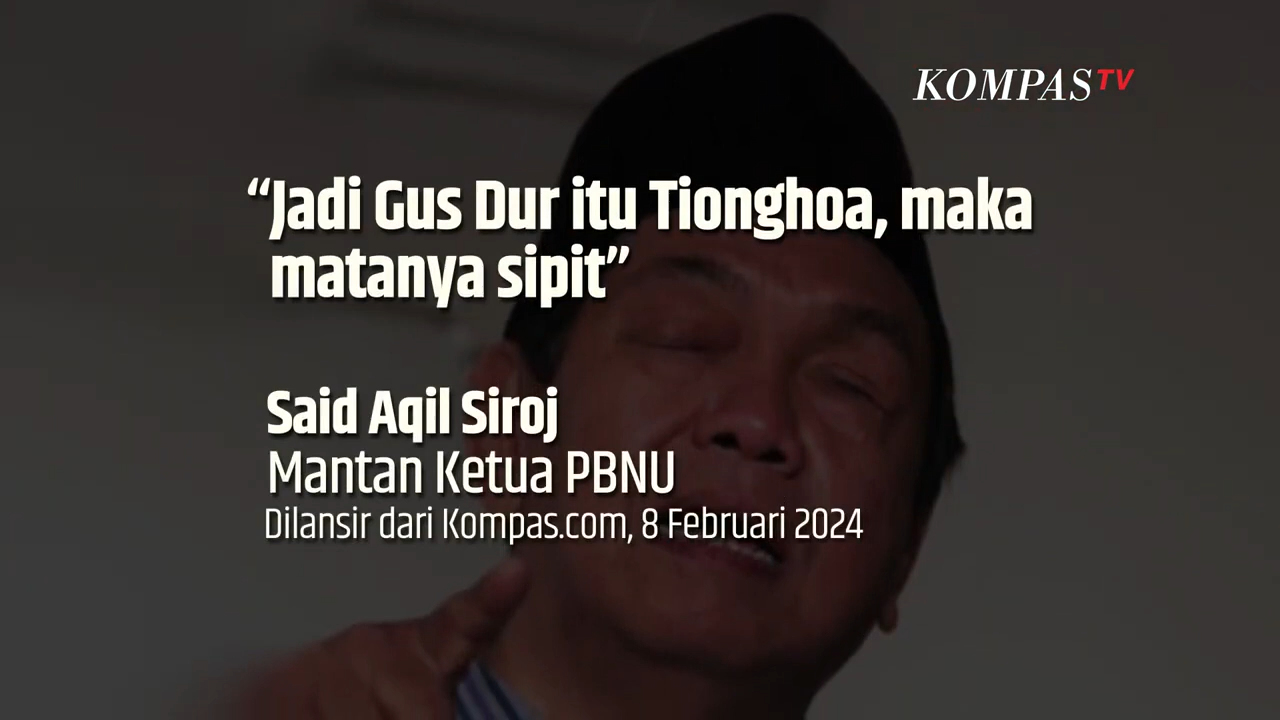 KOMPASTV
“Jadi Gus Dur itu Tionghoa, maka
matanya sipit”
Said Aqil Siroj
Mantan Ketua PBNU
Dilansir dari Kompas.com, 8 Februari 2024